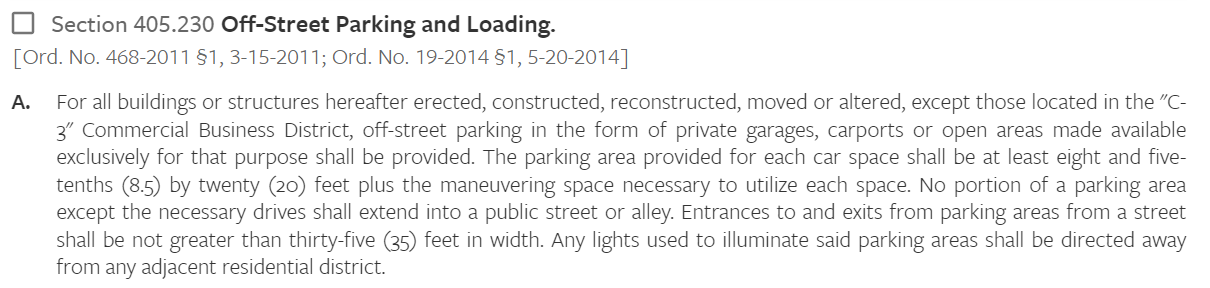 Section 405.230 Off-Street Parking and Loading.
[Ord. No. 468-2011 §1, 3-15-2011; Ord. No. 19-2014 §1, 5-20-2014]
A. For all buildings or structures hereafter erected, constructed, reconstructed, moved or altered, except those located in the "C-
3" Commercial Business District, off-street parking in the form of private garages, carports or open areas made available
exclusively for that purpose shall be provided. The parking area provided for each car space shall be at least eight and five-
tenths (8.5) by twenty (20) feet plus the maneuvering space necessary to utilize each space. No portion of a parking area
except the necessary drives shall extend into a public street or alley. Entrances to and exits from parking areas from a street
shall be not greater than thirty-five (35) feet in width. Any lights used to illuminate said parking areas shall be directed away
from any adjacent residential district.